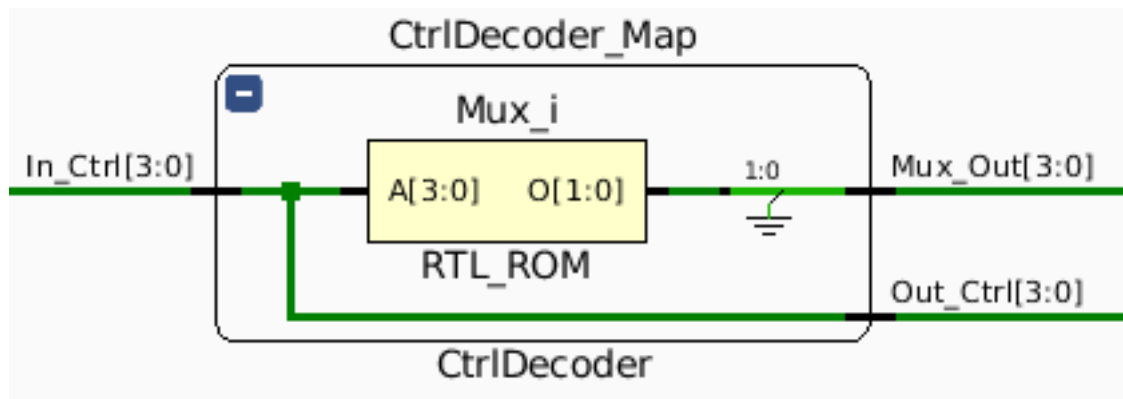 CtrlDecoder_Map
Mux_i
In_Ctrl[3:0]
A[3:0] O[1:0]
1:0
Mux_Out[3:0]
RTL_ROM
Out_Ctrl[3:0]
CtrlDecoder